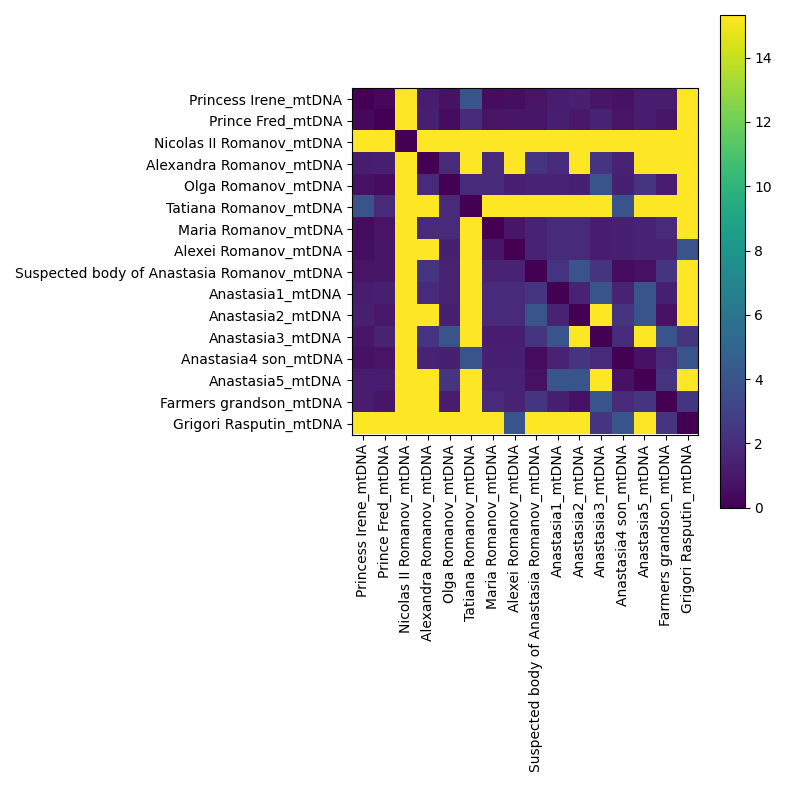 Princess Irene_mtDNA
Prince Fred_mtDNA
Nicolas II Romanov_mtDNA
Alexandra Romanov_mtDNA
Olga Romanov_mtDNA
Tatiana Romanov_mtDNA
Maria Romanov_mtDNA
Alexei Romanov_mtDNA
Suspected body of Anastasia Romanov_mtDNA
Anastasia1_mtDNA
Anastasia2_mtDNA
Anastasia3_mtDNA
Anastasia4 son_mtDNA
Anastasia5_mtDNA
Farmers grandson_mtDNA
Grigori Rasputin_mtDNA
Princess Irene_mtDNA
Prince Fred_mtDNA
Nicolas II Romanov_mtDNA
Alexandra Romanov_mtDNA
Olga Romanov_mtDNA
Tatiana Romanov_mtDNA
Maria Romanov_mtDNA
Alexei Romanov_mtDNA
Suspected body of Anastasia Romanov_mtDNA
Anastasia1_mtDNA
Anastasia2_mtDNA
Anastasia3_mtDNA
Anastasia4 son_mtDNA
Anastasia5_mtDNA
Farmers grandson_mtDNA
Grigori Rasputin_mtDNA
14
12
10
8
6
4
2
0